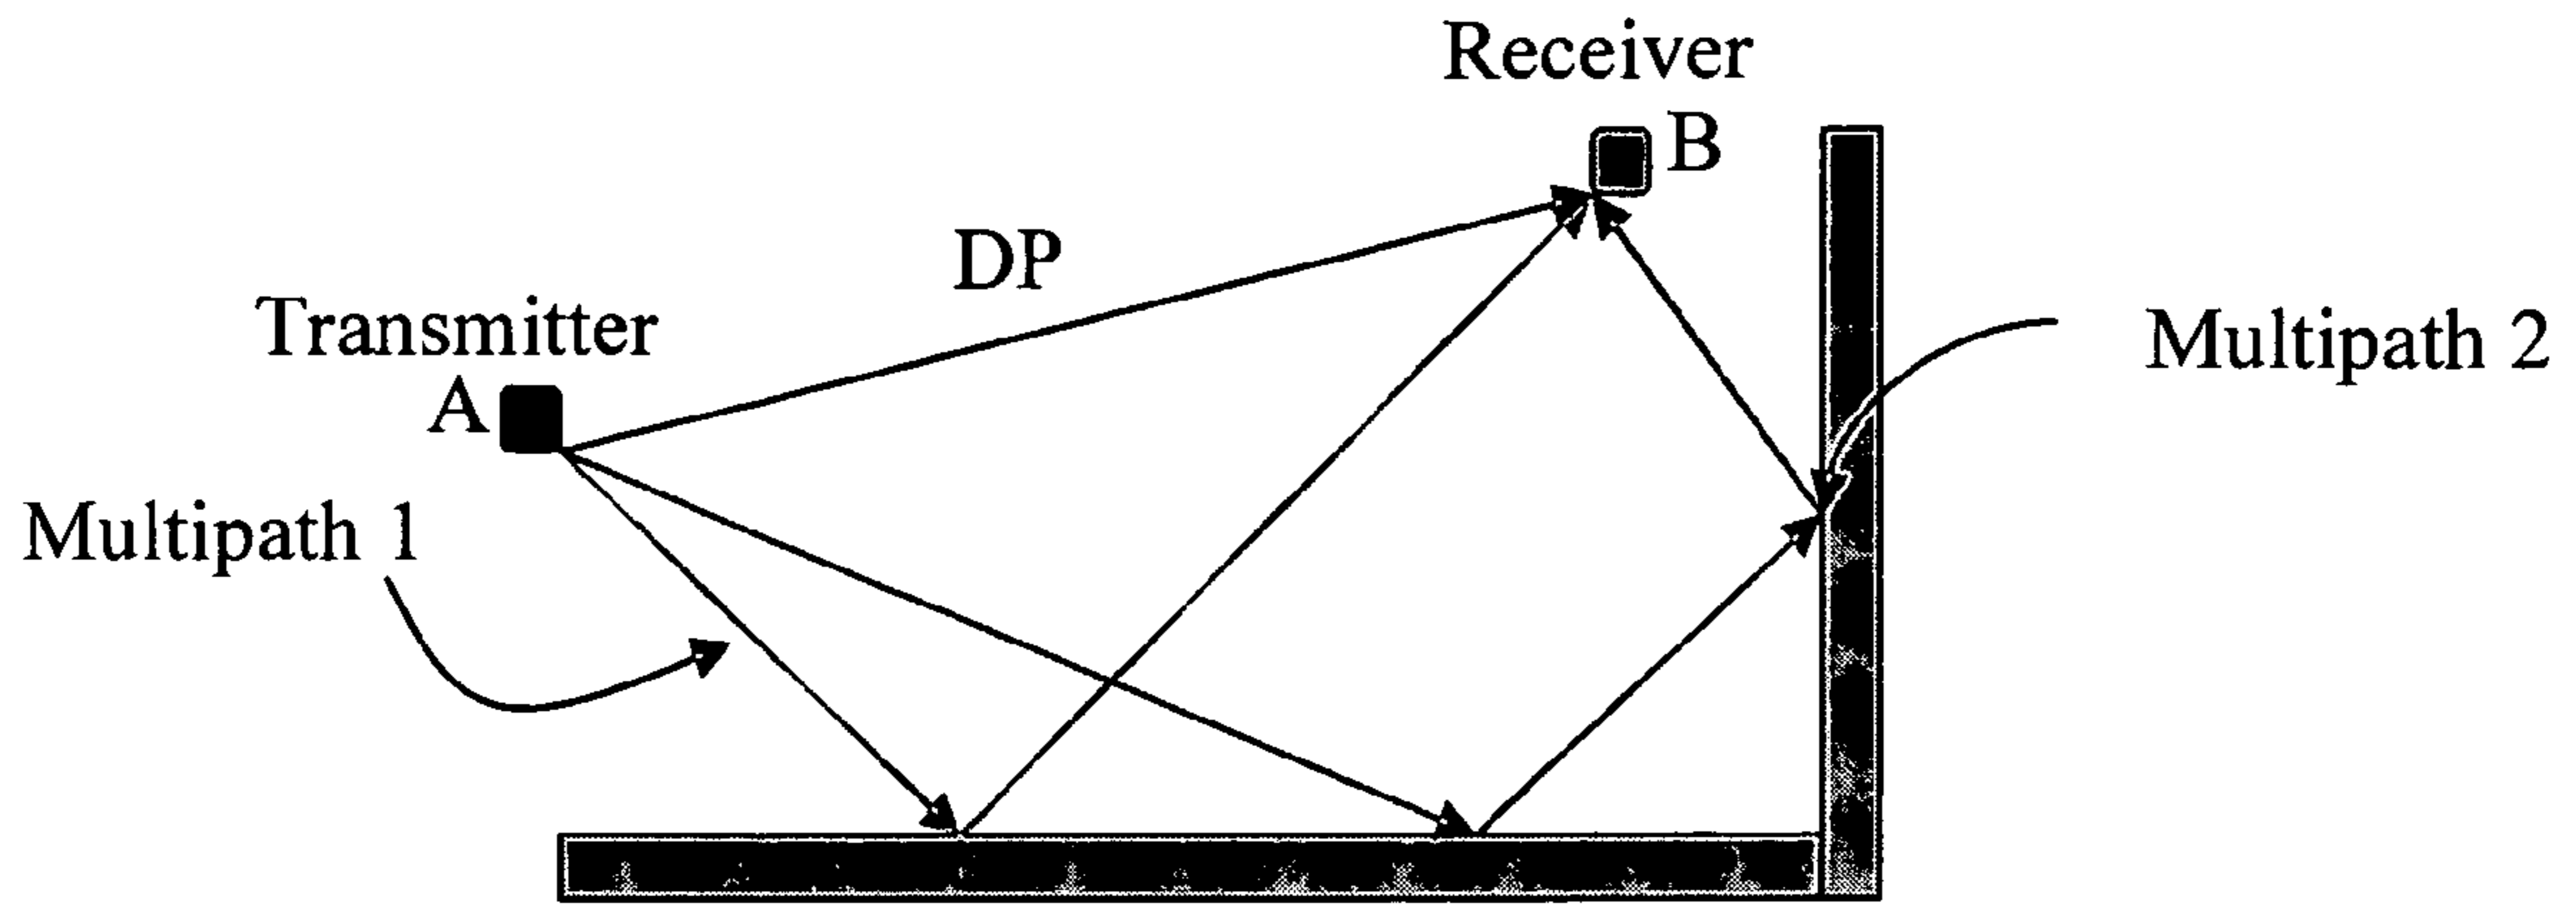 Receiver
B
DP
Transmitter
A
Multipath 2
Multipath 1